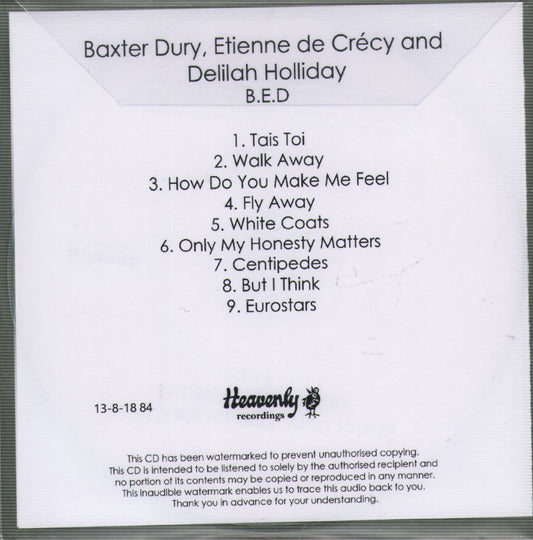 Baxter Dury, Etienne de Crécy and
Delilah Holliday
B.E.D
1. Tais Toi
2. Walk Away
3. How Do You Make Me Feel
4. Fly Away
5. White Coats
6. Only My Honesty Matters
7. Centipedes
8. But I Think
9. Eurostars
Heavenly
recordings
13-8-18 84
This CD has been watermarked to prevent unauthorised copying.
This CD is intended to be listened to solely by the authorised recipient and
no portion of its contents may be copied or reproduced in any manner.
This inaudible watermark enables us to trace this audio back to you.
Thank you in advance for your understanding.